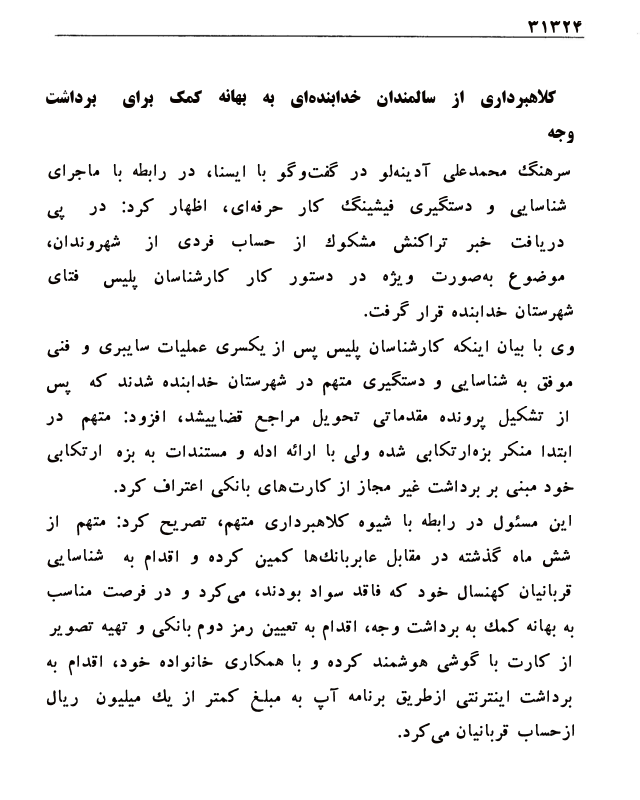 ۳۱۳۲۴
کلاهبرداری از سالمندان خدابنده‌ای به بهانه کمک برای برداشت
وجه
سرهنگ محمدعلی آدینه‌لو در گفت‌وگو با ایسنا، در رابطه با ماجرای
شناسایی و دستگیری فیشینگ کار حرفه‌ای، اظهار کرد: در پی
دریافت خبر تراکنش مشکوک از حساب فردی از شهروندان،
موضوع به‌صورت ویژه در دستور کار کارشناسان پلیس فتای
شهرستان خدابنده قرار گرفت.
وی با بیان اینکه کارشناسان پلیس پس از یکسری عملیات سایبری و فنی
موفق به شناسایی و دستگیری متهم در شهرستان خدابنده شدند که پس
از تشکیل پرونده مقدماتی تحویل مراجع قضاییشد، افزود: متهم در
ابتدا منکر بزه‌ارتکابی شده ولی با ارائه ادله و مستندات به بزه ارتکابی
خود مبنی بر برداشت غیر مجاز از کارت‌های بانکی اعتراف کرد.
این مسئول در رابطه با شیوه کلاهبرداری متهم، تصریح کرد: متهم از
شش ماه گذشته در مقابل عابربانک‌ها کمین کرده و اقدام به شناسایی
قربانیان کهنسال خود که فاقد سواد بودند، می‌کرد و در فرصت مناسب
به بهانه کمک به برداشت وجه، اقدام به تعیین رمز دوم بانکی و تهیه تصویر
از کارت با گوشی هوشمند کرده و با همکاری خانواده خود، اقدام به
برداشت اینترنتی ازطریق برنامه آپ به مبلغ کمتر از یک میلیون ریال
ازحساب قربانیان می‌کرد.